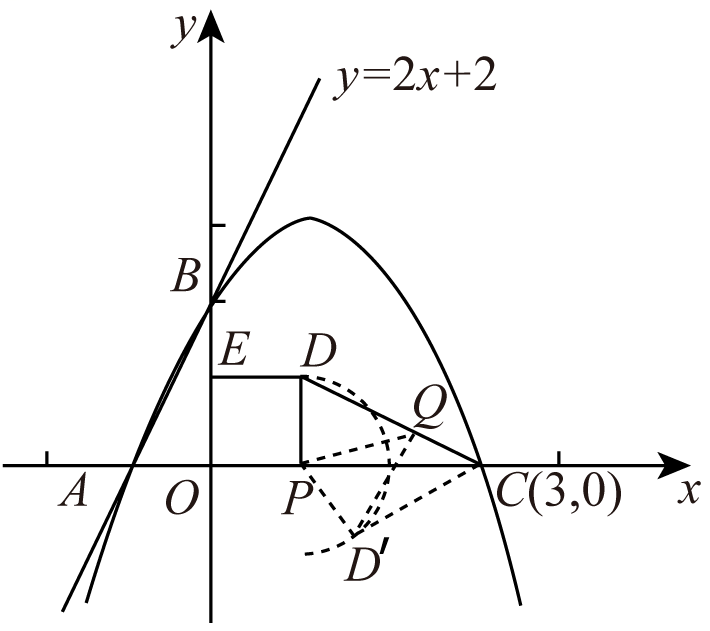 y
y=2x+2
B
E D
Q
A O P C(3,0) x
D′